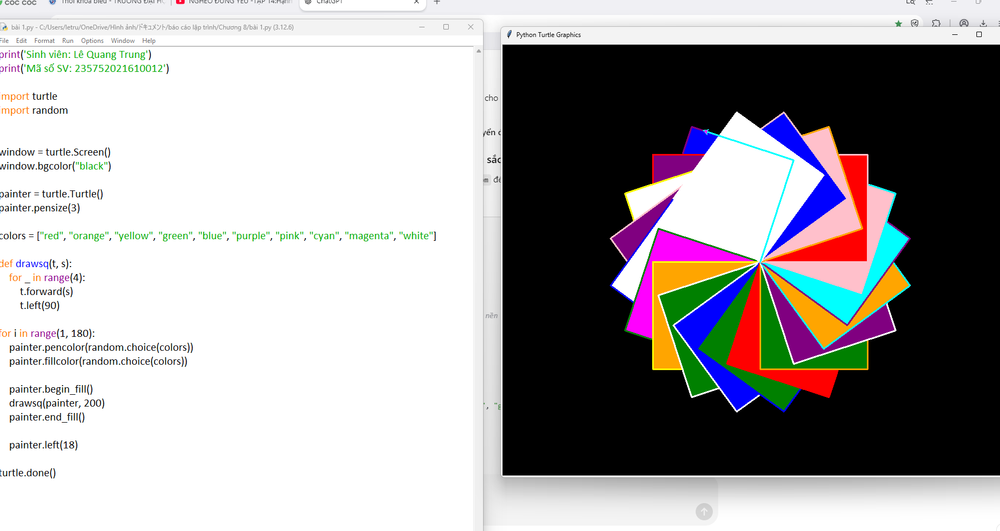 cốc cốc
Thời khóa biểu - TRƯỜNG ĐẠI HỌ
NGHÈO ĐỪNG YÊU -TẬP 14:Hạnh
ChatGPT
bài 1.py - C:/Users/letru/OneDrive/Hình ảnh/ドキュメント/báo cáo lập trình/Chương 8/bài 1.py (3.12.6)
File Edit Format Run Options Window Help
print('Sinh viên: Lê Quang Trung')
print('Mã số SV: 235752021610012')
import turtle
import random
window = turtle.Screen()
window.bgcolor("black")
painter = turtle.Turtle()
painter.pensize(3)
colors = ["red", "orange", "yellow", "green", "blue", "purple", "pink", "cyan", "magenta", "white"]
def drawsq(t, s):
    for _ in range(4):
        t.forward(s)
        t.left(90)
for i in range(1, 180):
    painter.pencolor(random.choice(colors))
    painter.fillcolor(random.choice(colors))
    painter.begin_fill()
    drawsq(painter, 200)
    painter.end_fill()
    painter.left(18)
turtle.done()
cho
sắc
nền
", "g
Python Turtle Graphics